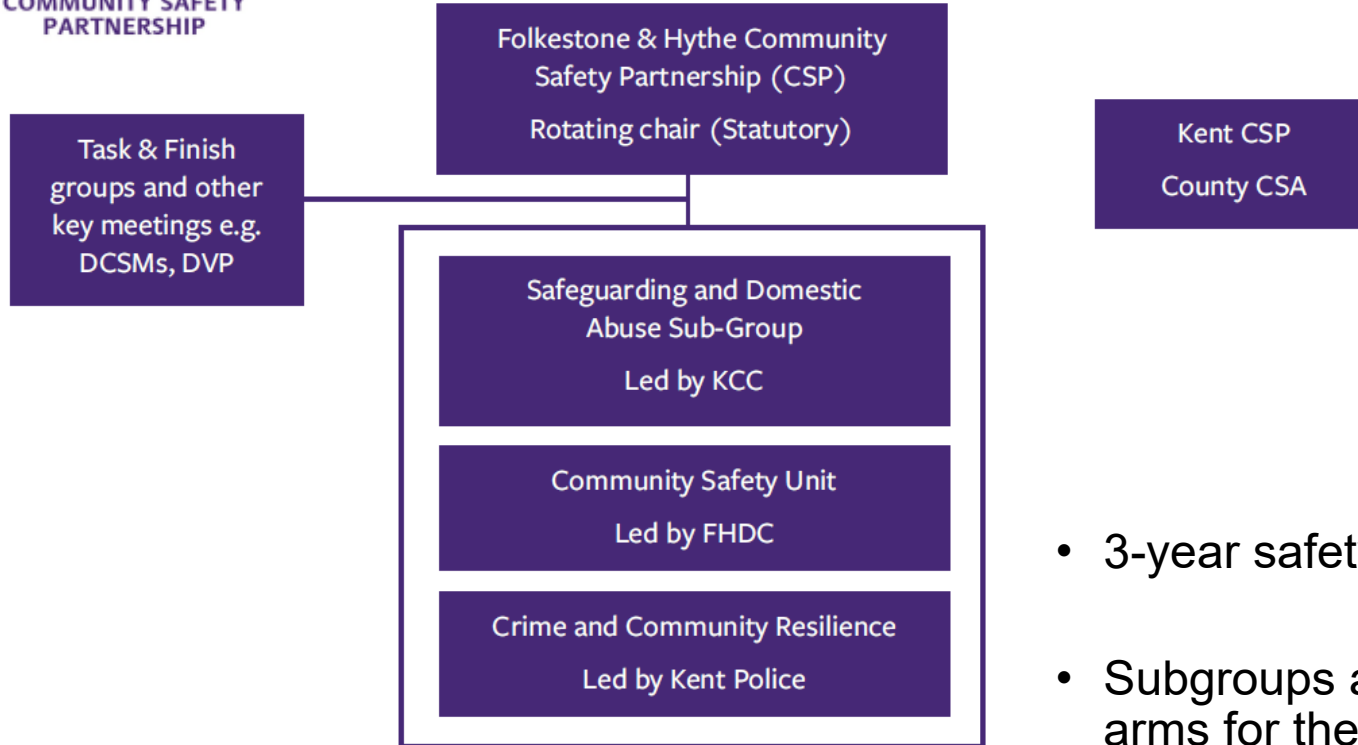 COMMUNITY SAFETY
PARTNERSHIP
Folkestone & Hythe Community
Safety Partnership (CSP)
Rotating chair (Statutory)
Task & Finish
groups and other
key meetings e.g.
DCSMs, DVP
Kent CSP
County CSA
Safeguarding and Domestic
Abuse Sub-Group
Led by KCC
Community Safety Unit
Led by FHDC
Crime and Community Resilience
Led by Kent Police
• 3-year safet
• Subgroups a
arms for the